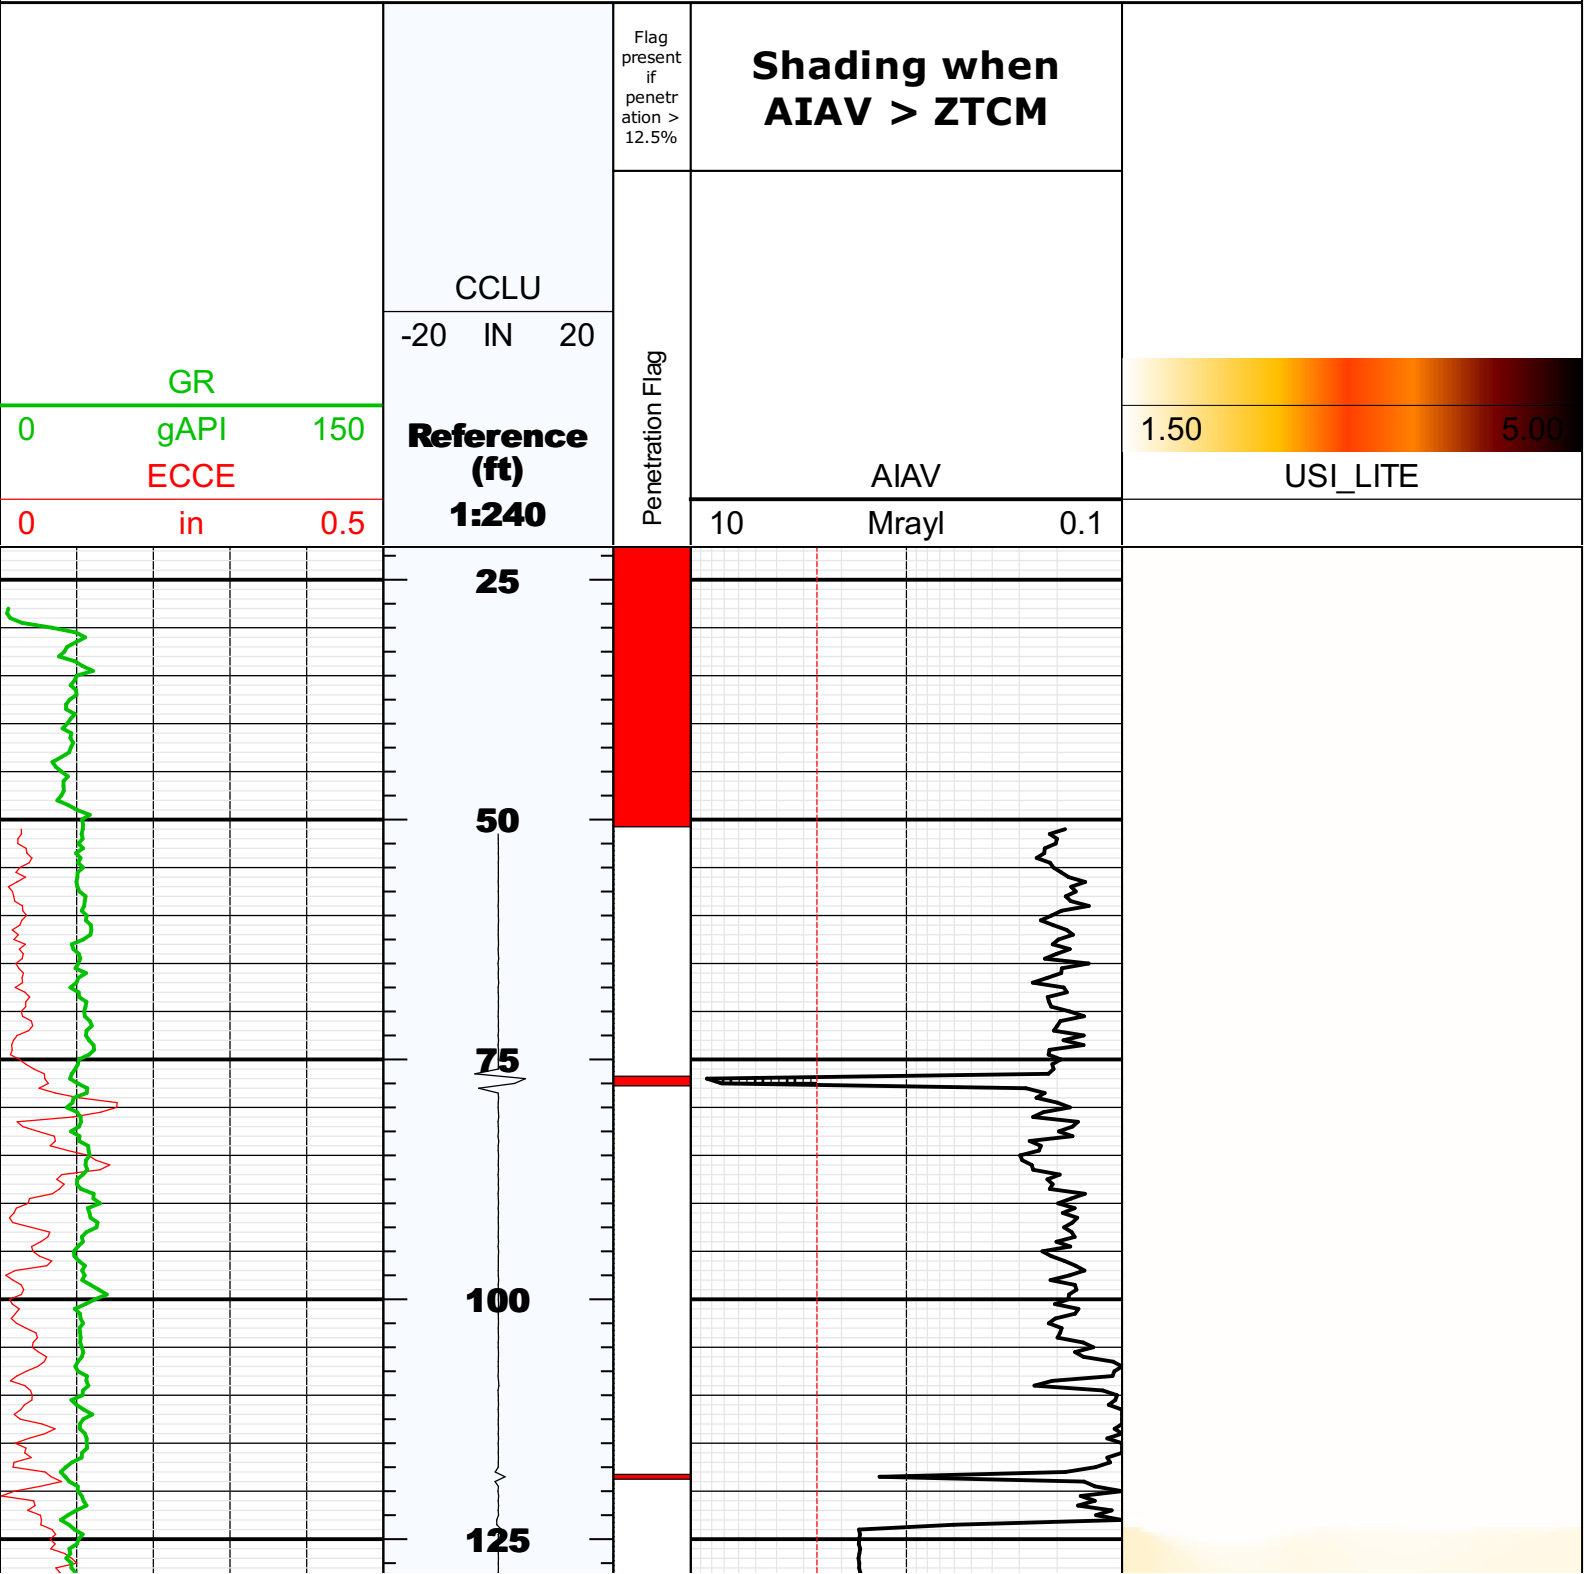 Flag
present
if
penetr
ation >
12.5%
Shading when
AIAV > ZTCM
CCLU
-20 IN 20
GR
0 gAPI 150
ECCE
0 in 0.5
Reference
(ft)
1:240
Penetration Flag
AIAV
10 Mrayl 0.1
1.50 5.00
USI_LITE
25
50
75
100
125